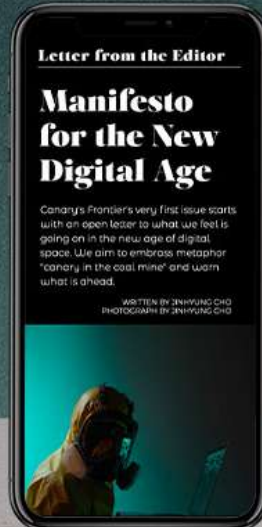 Letter from the Editor
Manifesto
for the New
Digital Age
Canary's Frontier's very first issue starts
with an open letter to what we feel is
going on in the new age of digital
space. We aim to embrass metaphor
"canary in the coal mine" and warn
what is ahead.
WRITTEN BY JINHYUNG CHO
PHOTOGRAPH BY JINHYUNG CHO